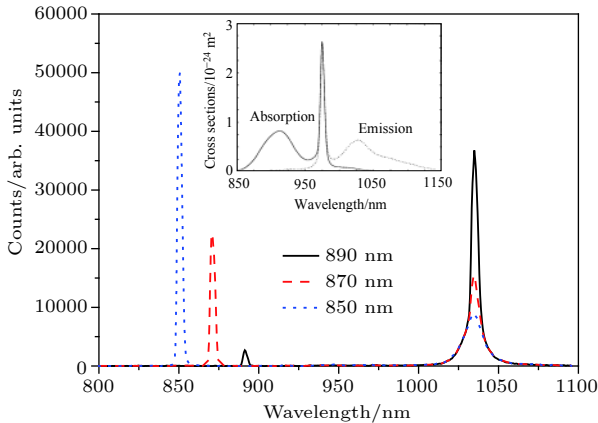 60000
50000
40000
30000
20000
10000
0
Counts/arb. units
800
850
900
950
1000
1050
1100
Wavelength/nm
890 nm
870 nm
850 nm
3
2
1
0
Cross sections/10⁻²⁴ m²
Absorption
Emission
850
950
1050
1150
Wavelength/nm